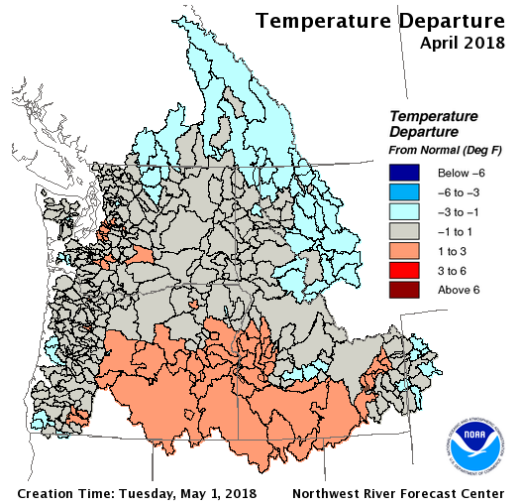 Temperature Departure
April 2018
Temperature
Departure
From Normal (Deg F)
Below −6
−6 to −3
−3 to −1
−1 to 1
1 to 3
3 to 6
Above 6
NOAA
Creation Time: Tuesday, May 1, 2018
Northwest River Forecast Center